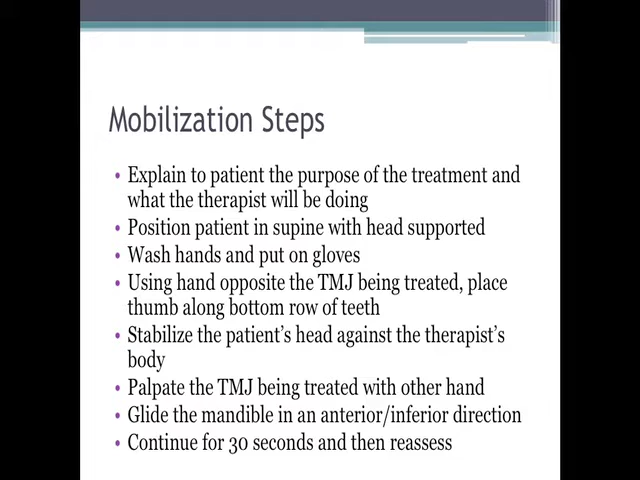 Mobilization Steps
• Explain to patient the purpose of the treatment and
what the therapist will be doing
• Position patient in supine with head supported
• Wash hands and put on gloves
• Using hand opposite the TMJ being treated, place
thumb along bottom row of teeth
• Stabilize the patient's head against the therapist's
body
• Palpate the TMJ being treated with other hand
• Glide the mandible in an anterior/inferior direction
• Continue for 30 seconds and then reassess